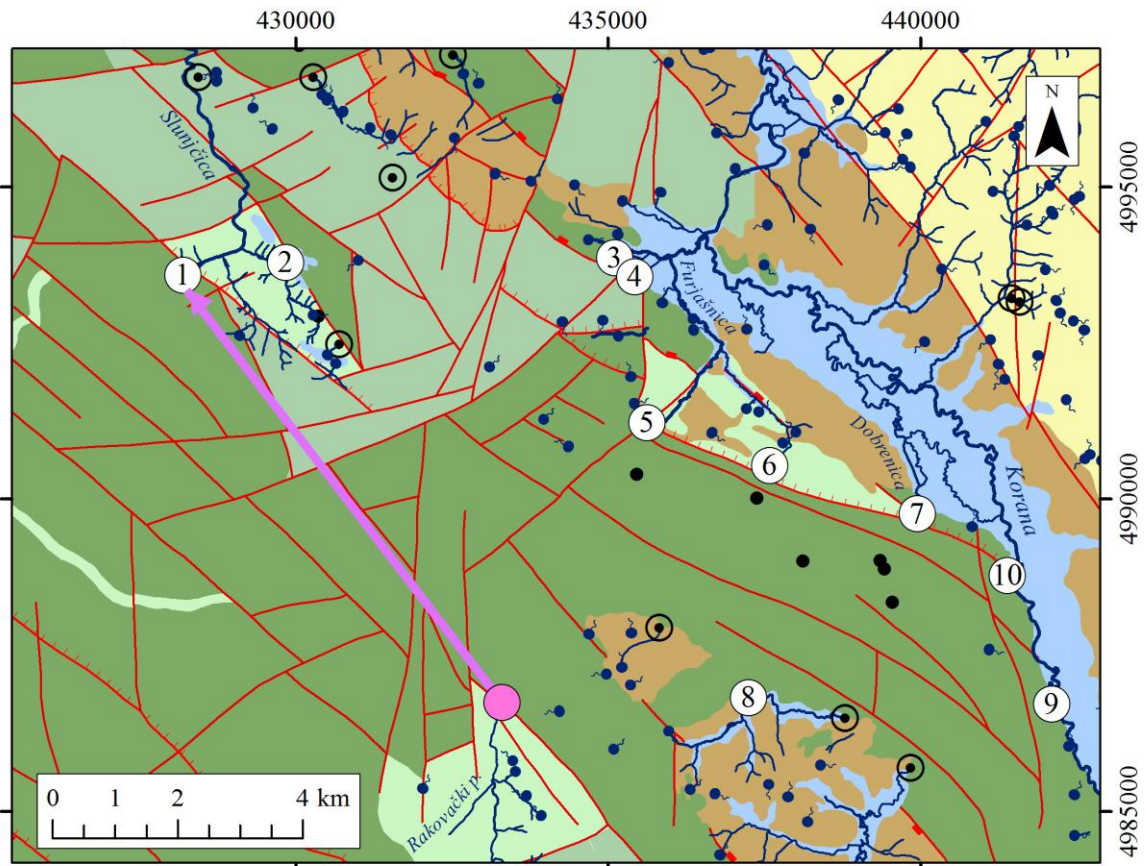 430000
435000
440000
N
4995000
Slunjčica
1
2
3
4
Furjašnica
5
6
Dobrenica
7
Korana
4990000
10
8
9
0 1 2 4 km
Rakovački p.
4985000